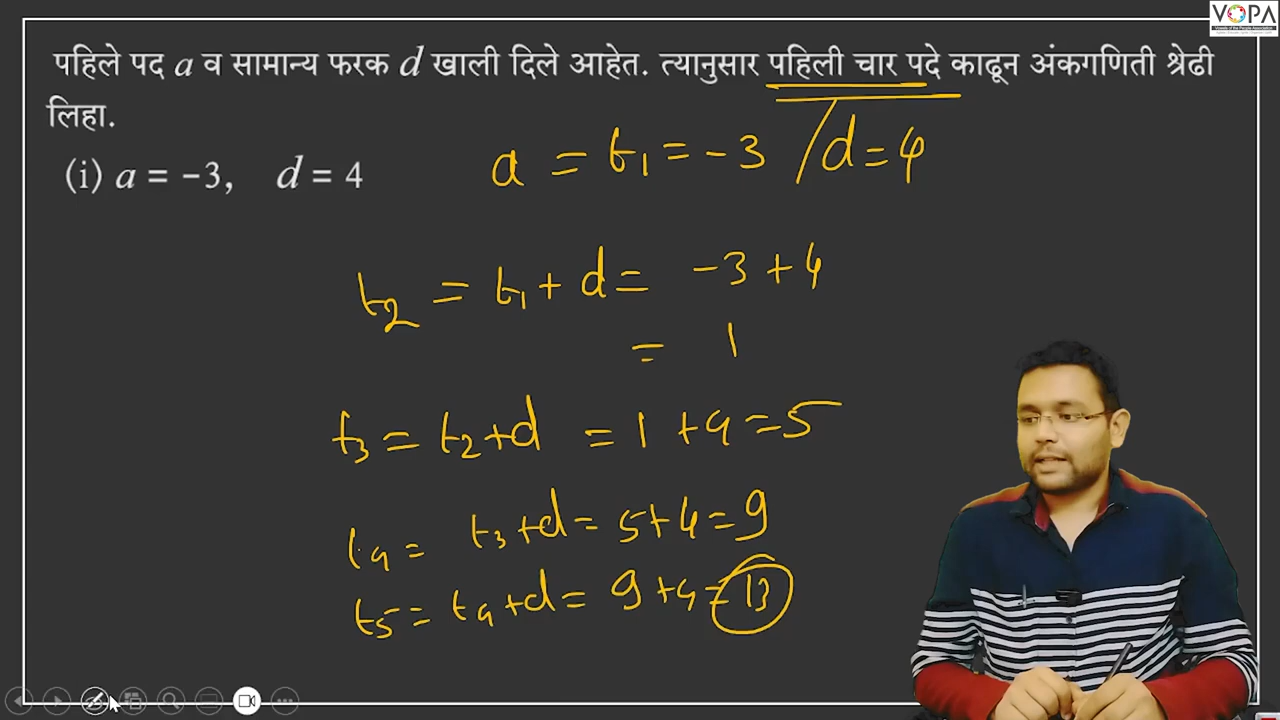 VOPA
पहिले पद a व सामान्य फरक d खाली दिले आहेत. त्यानुसार पहिली चार पदे काढून अंकगणिती श्रेढी
लिहा.
(i) a = −3, d = 4
a = t₁ = -3 / d = 4
t₂ = t₁ + d = -3 + 4
= 1
t₃ = t₂ + d = 1 + 4 = 5
t₄ = t₃ + d = 5 + 4 = 9
t₅ = t₄ + d = 9 + 4 = 13